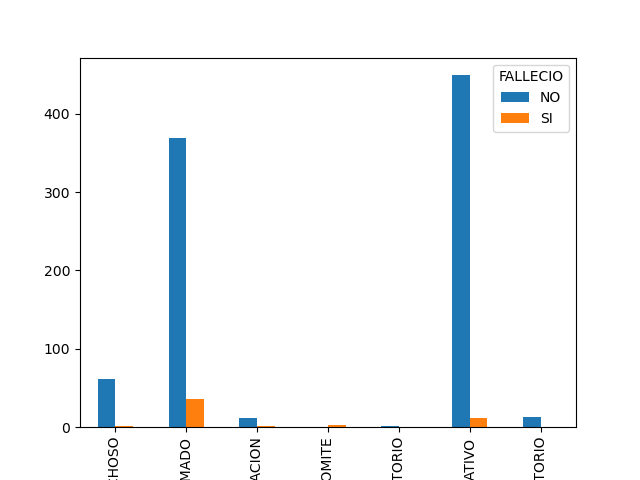 FALLECIO
NO
SI
400
300
200
100
0
CHOSO
MADO
ACION
OMITE
TORIO
ATIVO
TORIO